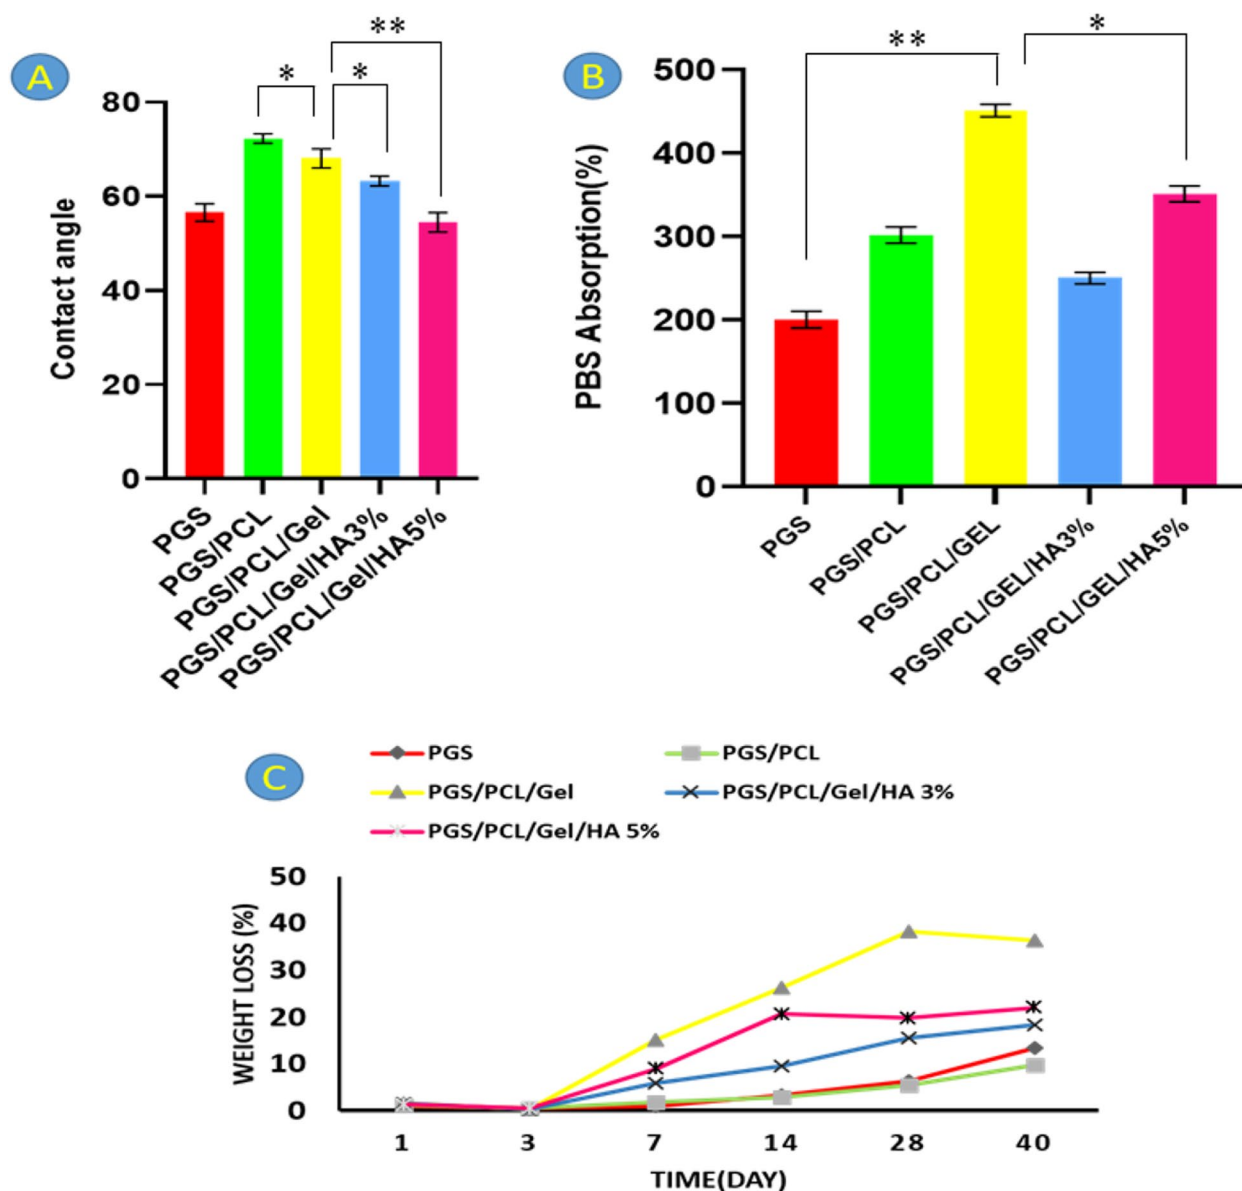 A
**
*
*
80
60
40
20
0
Contact angle
PGS
PGS/PCL
PGS/PCL/Gel
PGS/PCL/Gel/HA3%
PGS/PCL/Gel/HA5%
B
**
*
500
400
300
200
100
0
PBS Absorption(%)
PGS
PGS/PCL
PGS/PCL/GEL
PGS/PCL/GEL/HA3%
PGS/PCL/GEL/HA5%
C
PGS
PGS/PCL
PGS/PCL/Gel
PGS/PCL/Gel/HA 3%
PGS/PCL/Gel/HA 5%
50
40
30
20
10
0
WEIGHT LOSS (%)
1 3 7 14 28 40
TIME(DAY)